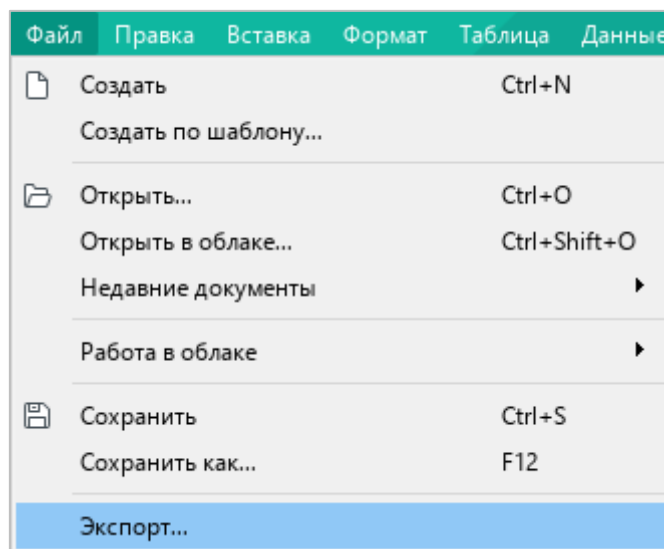 Файл Правка Вставка Формат Таблица Данные
Создать Ctrl+N
Создать по шаблону...
Открыть... Ctrl+O
Открыть в облаке... Ctrl+Shift+O
Недавние документы
Работа в облаке
Сохранить Ctrl+S
Сохранить как... F12
Экспорт...